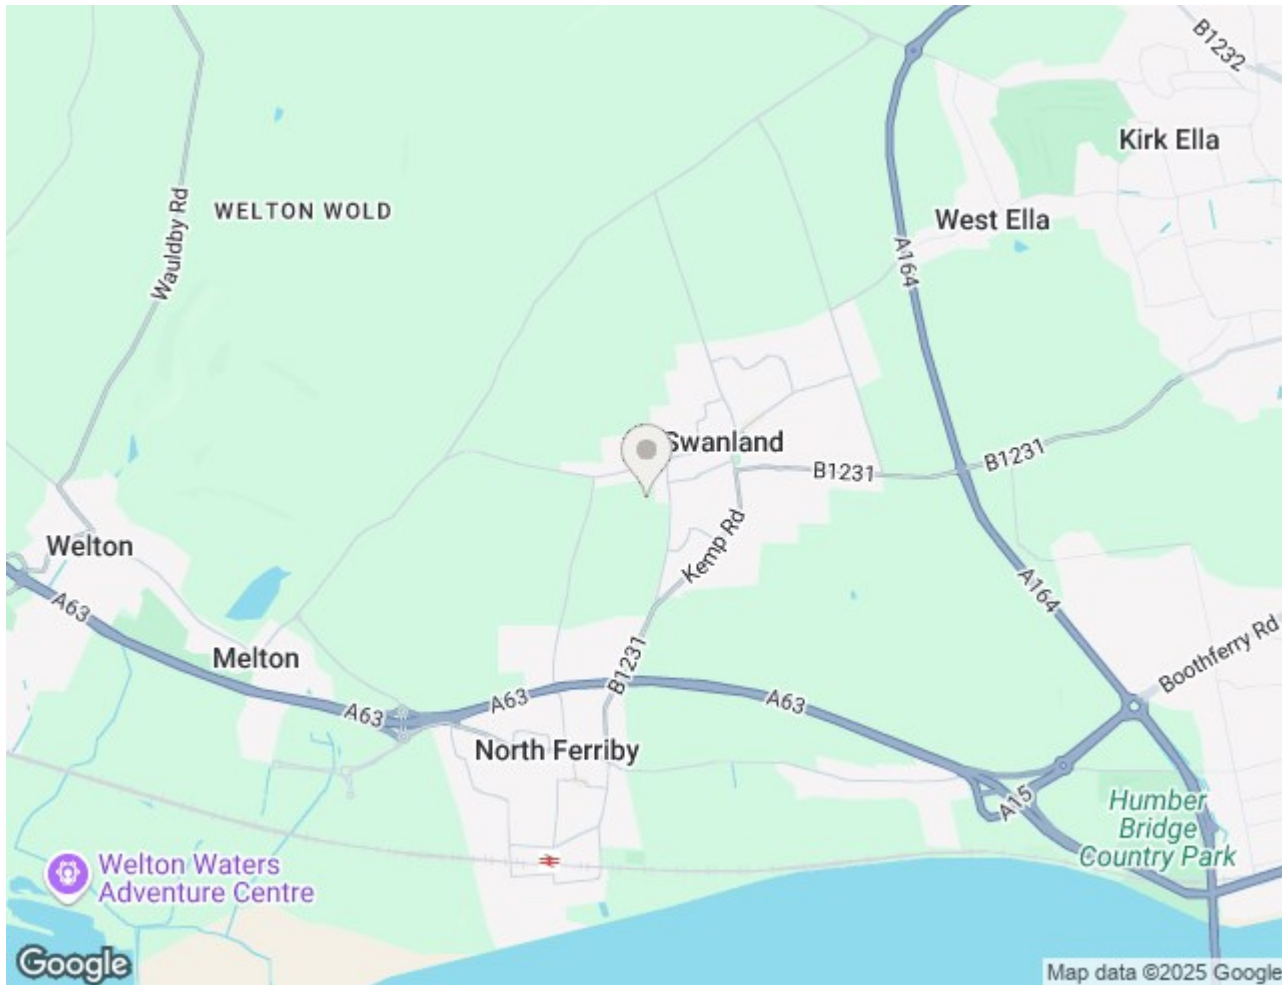 B1232
Kirk Ella
WELTON WOLD
Wauldby Rd
West Ella
A164
Swanland
B1231
B1231
Welton
Kemp Rd
A63
A164
Melton
B1231
Boothferry Rd
A63
A63
A63
North Ferriby
A15
Humber
Bridge
Country Park
Welton Waters
Adventure Centre
Google
Map data ©2025 Google